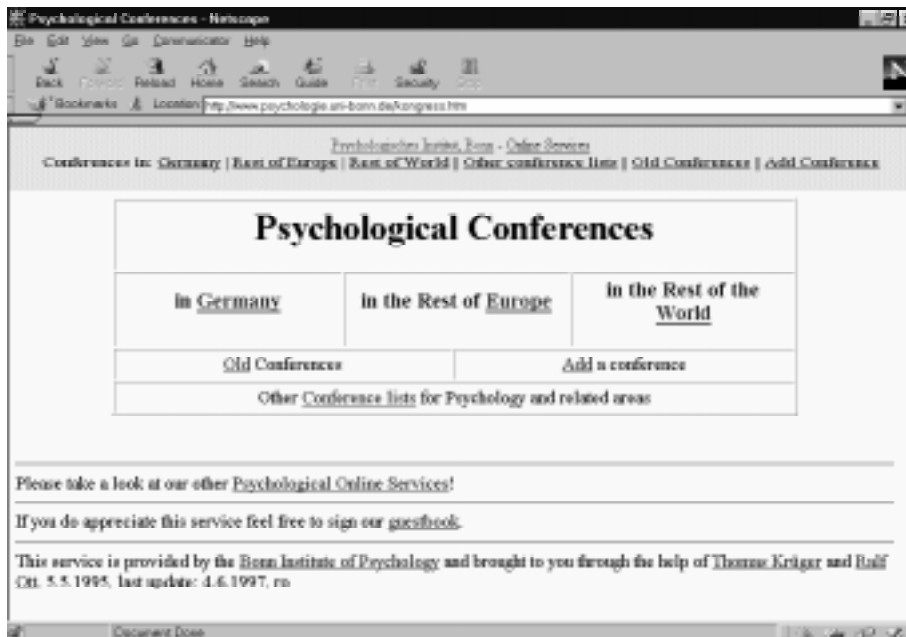 Psychological Conferences - Netscape
File Edit View Go Communicator Help
Back Forward Reload Home Search Guide Print Security Stop
Bookmarks Location: http://www.psychologie.uni-bonn.de/kongress.htm
Psychologisches Institut, Bonn - Online Services
Conferences in: Germany | Rest of Europe | Rest of World || Other conference lists || Old Conferences || Add Conference
Psychological Conferences
in Germany
in the Rest of Europe
in the Rest of the
World
Old Conferences
Add a conference
Other Conference lists for Psychology and related areas
Please take a look at our other Psychological Online Services!
If you do appreciate this service feel free to sign our guestbook.
This service is provided by the Bonn Institute of Psychology and brought to you through the help of Thomas Krüger and Ralf
Ott, 5.5.1995, last update: 4.6.1997, ro
Document Done